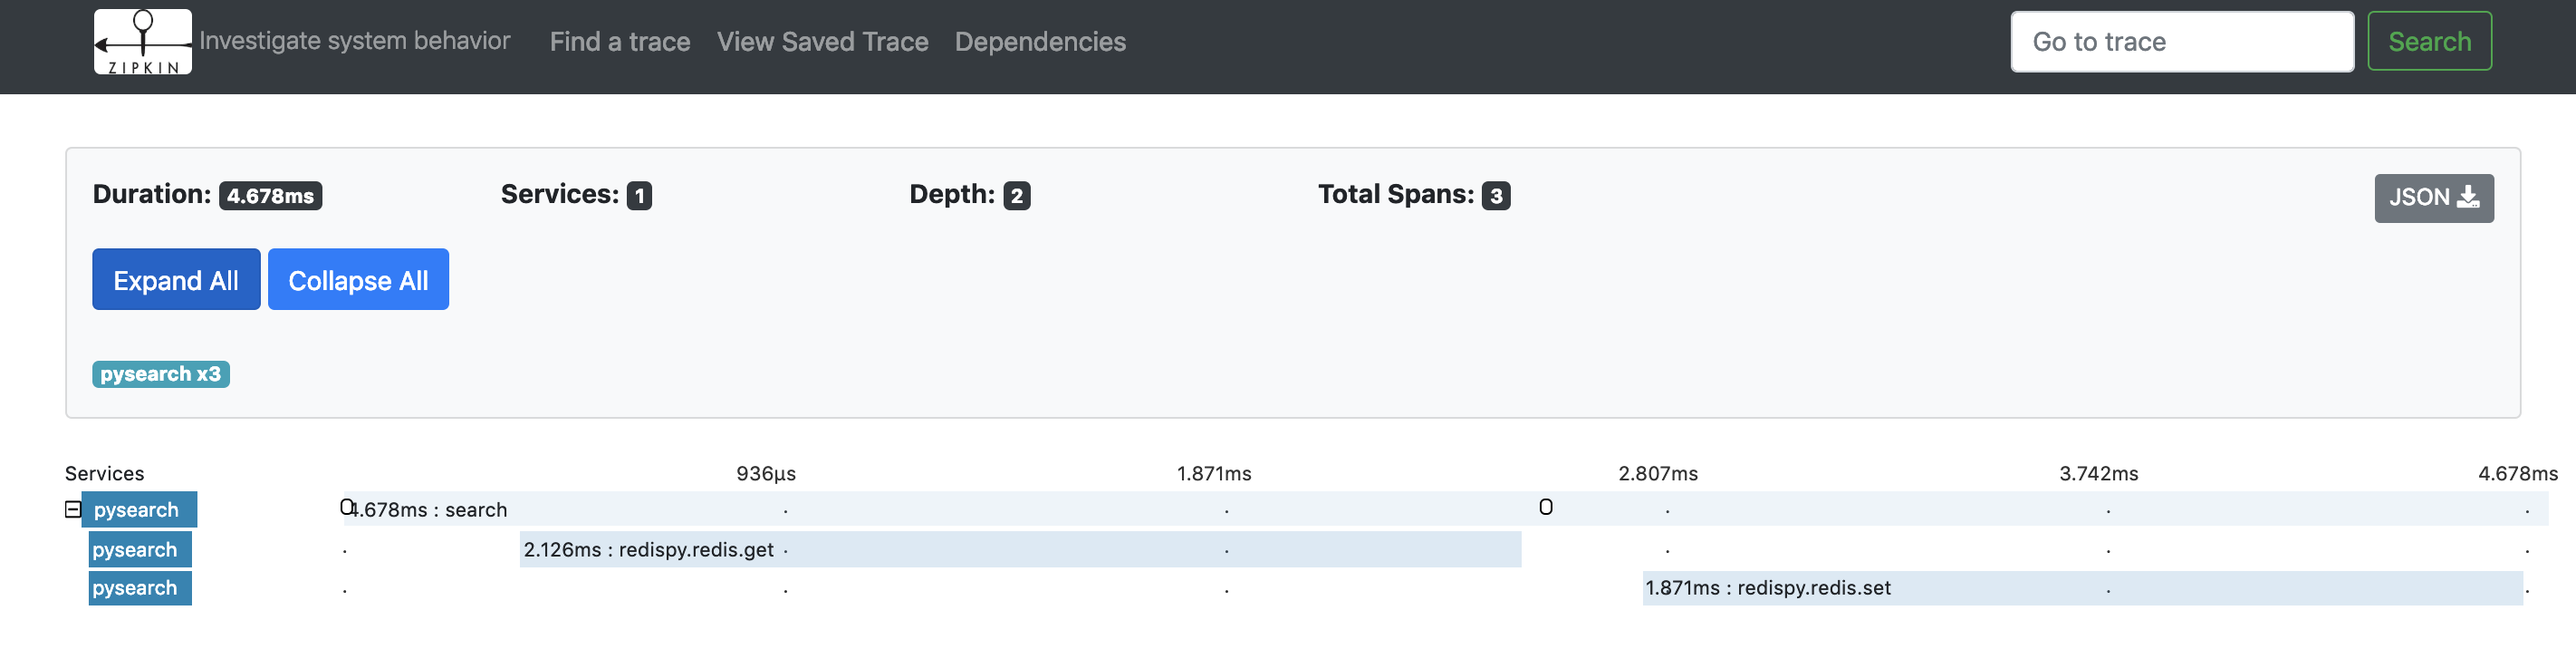 ZIPKIN Investigate system behavior Find a trace View Saved Trace Dependencies Go to trace Search
Duration: 4.678ms Services: 1 Depth: 2 Total Spans: 3 JSON
Expand All Collapse All
pysearch x3
Services 936μs 1.871ms 2.807ms 3.742ms 4.678ms
pysearch 4.678ms : search
pysearch 2.126ms : redispy.redis.get
pysearch 1.871ms : redispy.redis.set